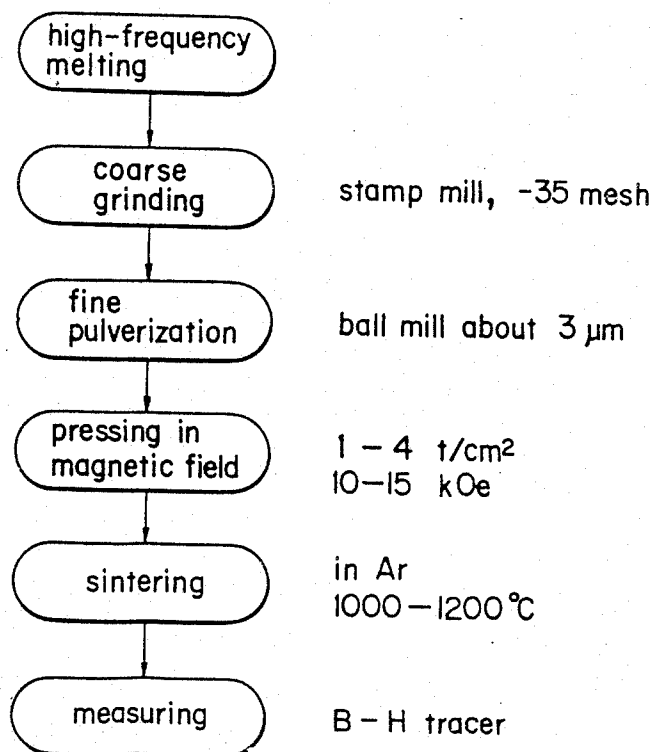 high-frequency
melting
coarse
grinding
stamp mill, -35 mesh
fine
pulverization
ball mill about 3 μm
pressing in
magnetic field
1 - 4 t/cm²
10-15 kOe
sintering
in Ar
1000-1200°C
measuring
B-H tracer